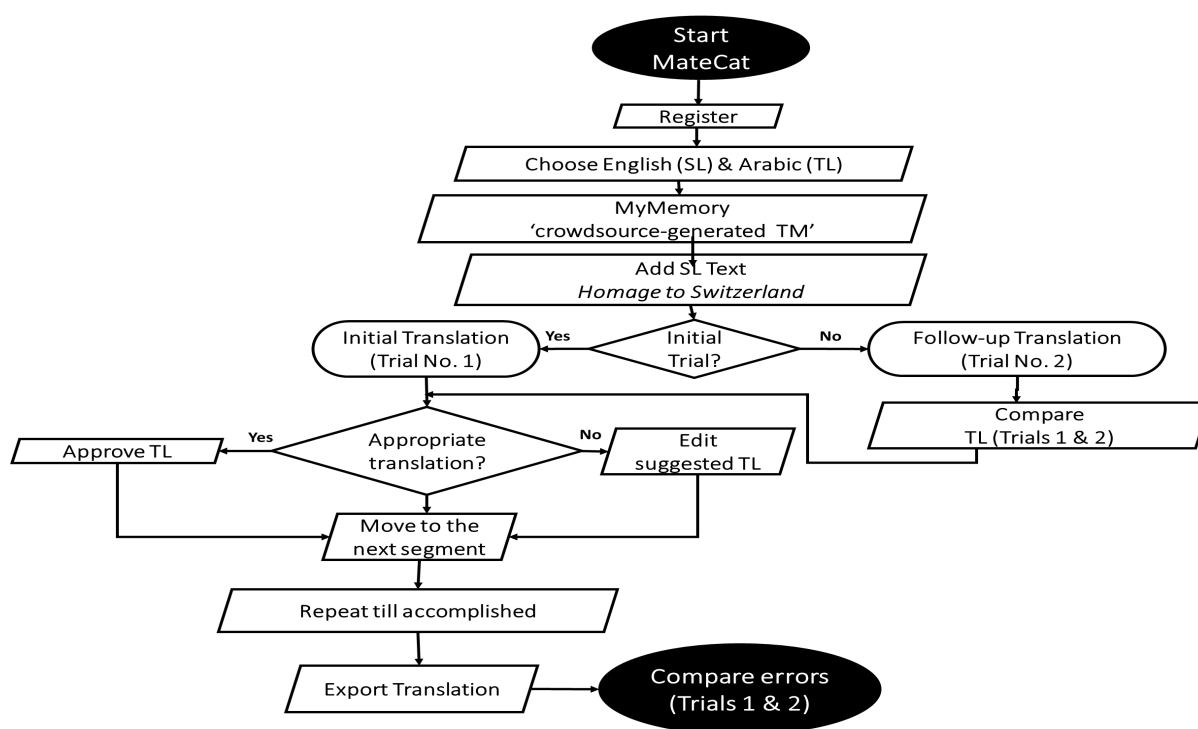 Start
MateCat
Register
Choose English (SL) & Arabic (TL)
MyMemory
‘crowdsource-generated TM’
Add SL Text
Homage to Switzerland
Initial Translation
(Trial No. 1)
Yes
Initial
Trial?
No
Follow-up Translation
(Trial No. 2)
Compare
TL (Trials 1 & 2)
Approve TL
Yes
Appropriate
translation?
No
Edit
suggested TL
Move to the
next segment
Repeat till accomplished
Export Translation
Compare errors
(Trials 1 & 2)